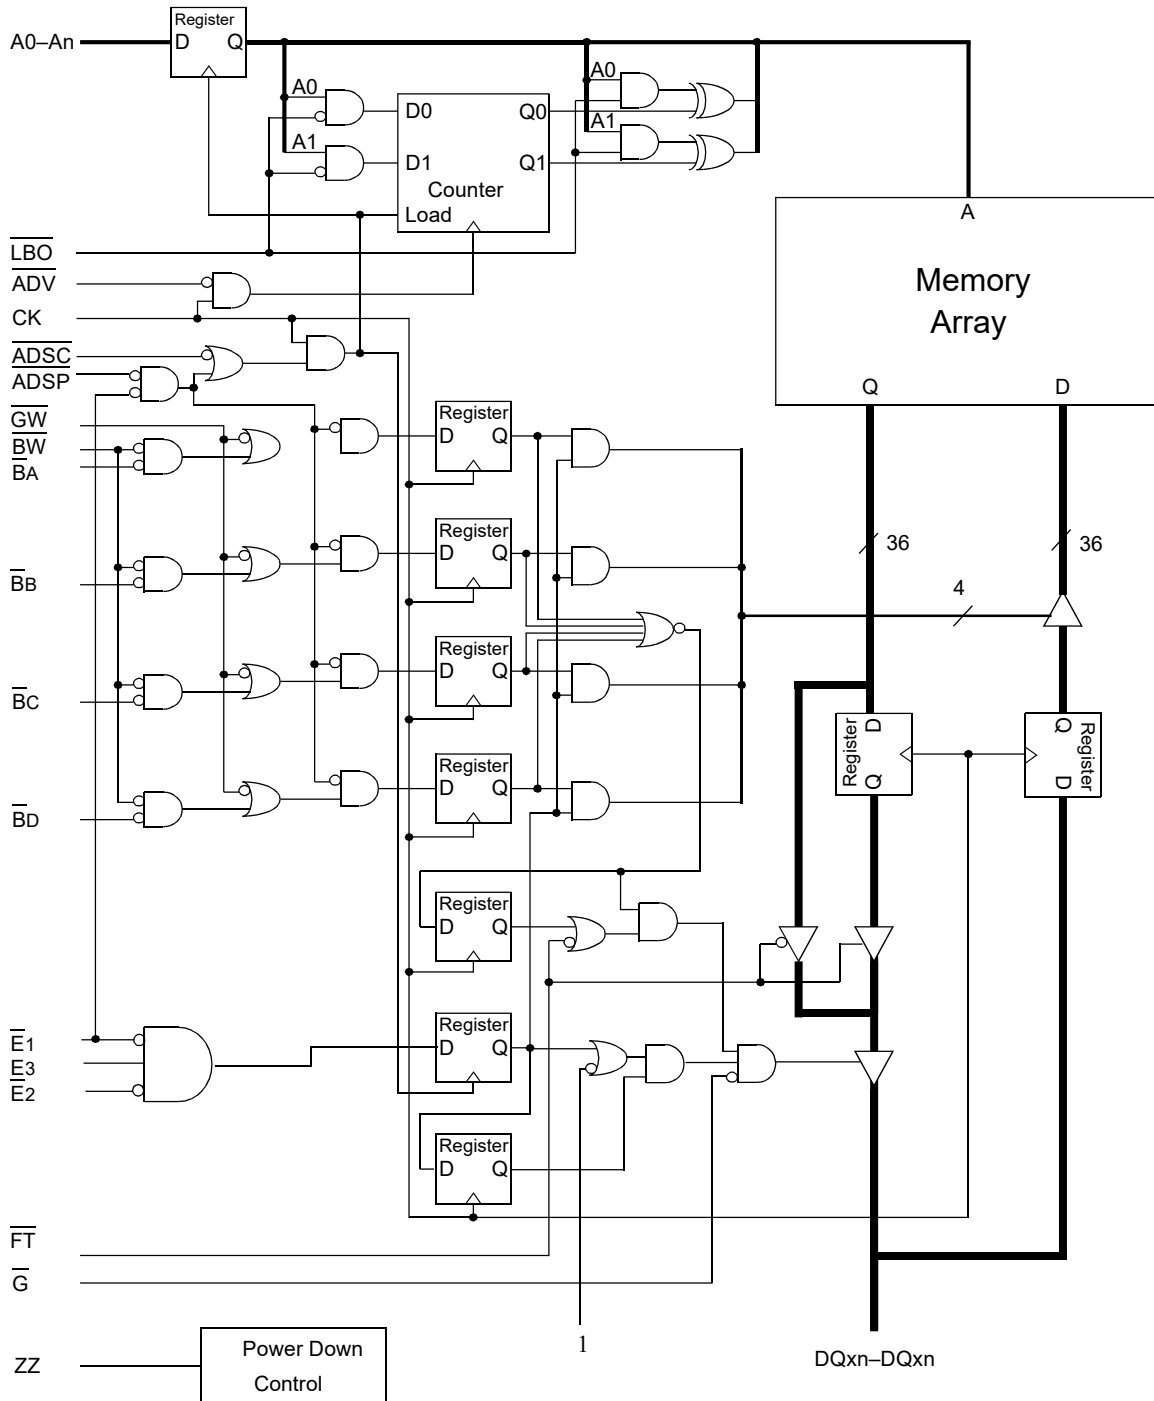 Register
A0–An
D Q
A0
A0
D0
Q0
A1
A1
D1
Q1
Counter
Load
A
LBO
ADV
Memory
CK
Array
ADSC
ADSP
Q
D
GW
Register
BW
D Q
BA
Register
36
36
D Q
BB
4
Register
D Q
BC
Register
D
Q
Register
Q
D
Register
D Q
BD
Register
D Q
Register
E1
D Q
E3
E2
Register
D Q
FT
G
1
Power Down
DQxn–DQxn
ZZ
Control